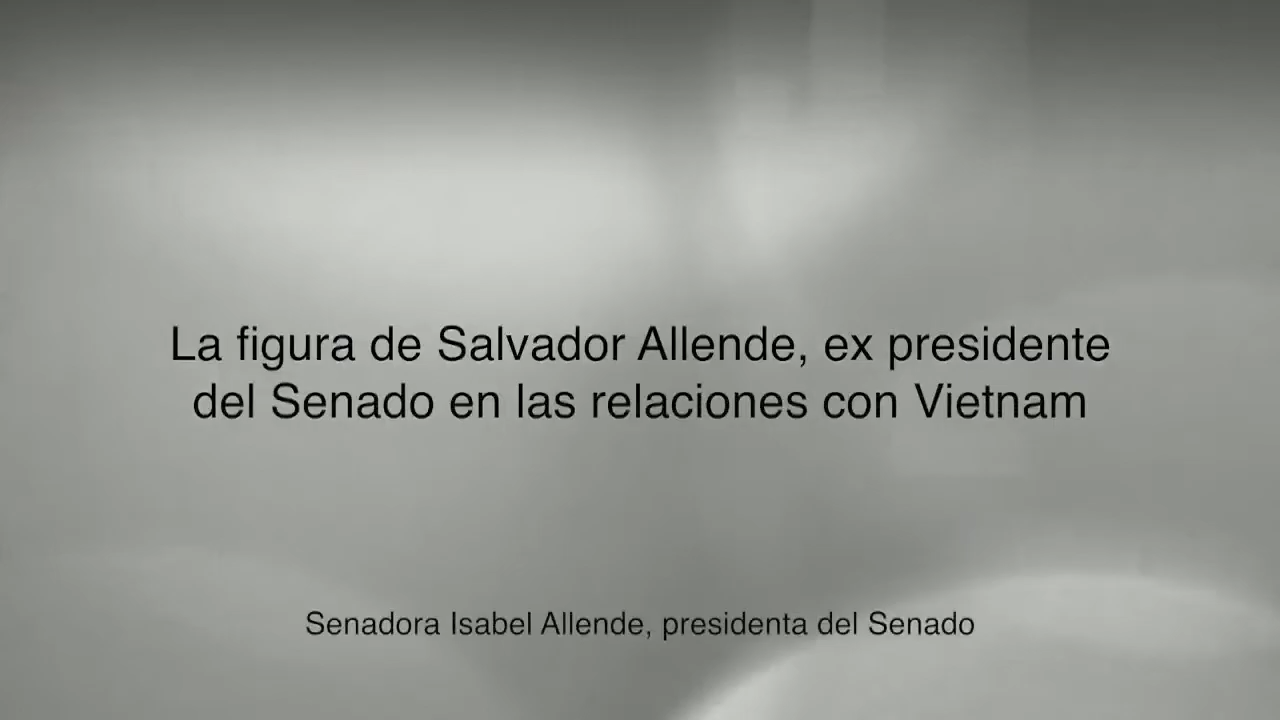 La figura de Salvador Allende, ex presidente
del Senado en las relaciones con Vietnam
Senadora Isabel Allende, presidenta del Senado